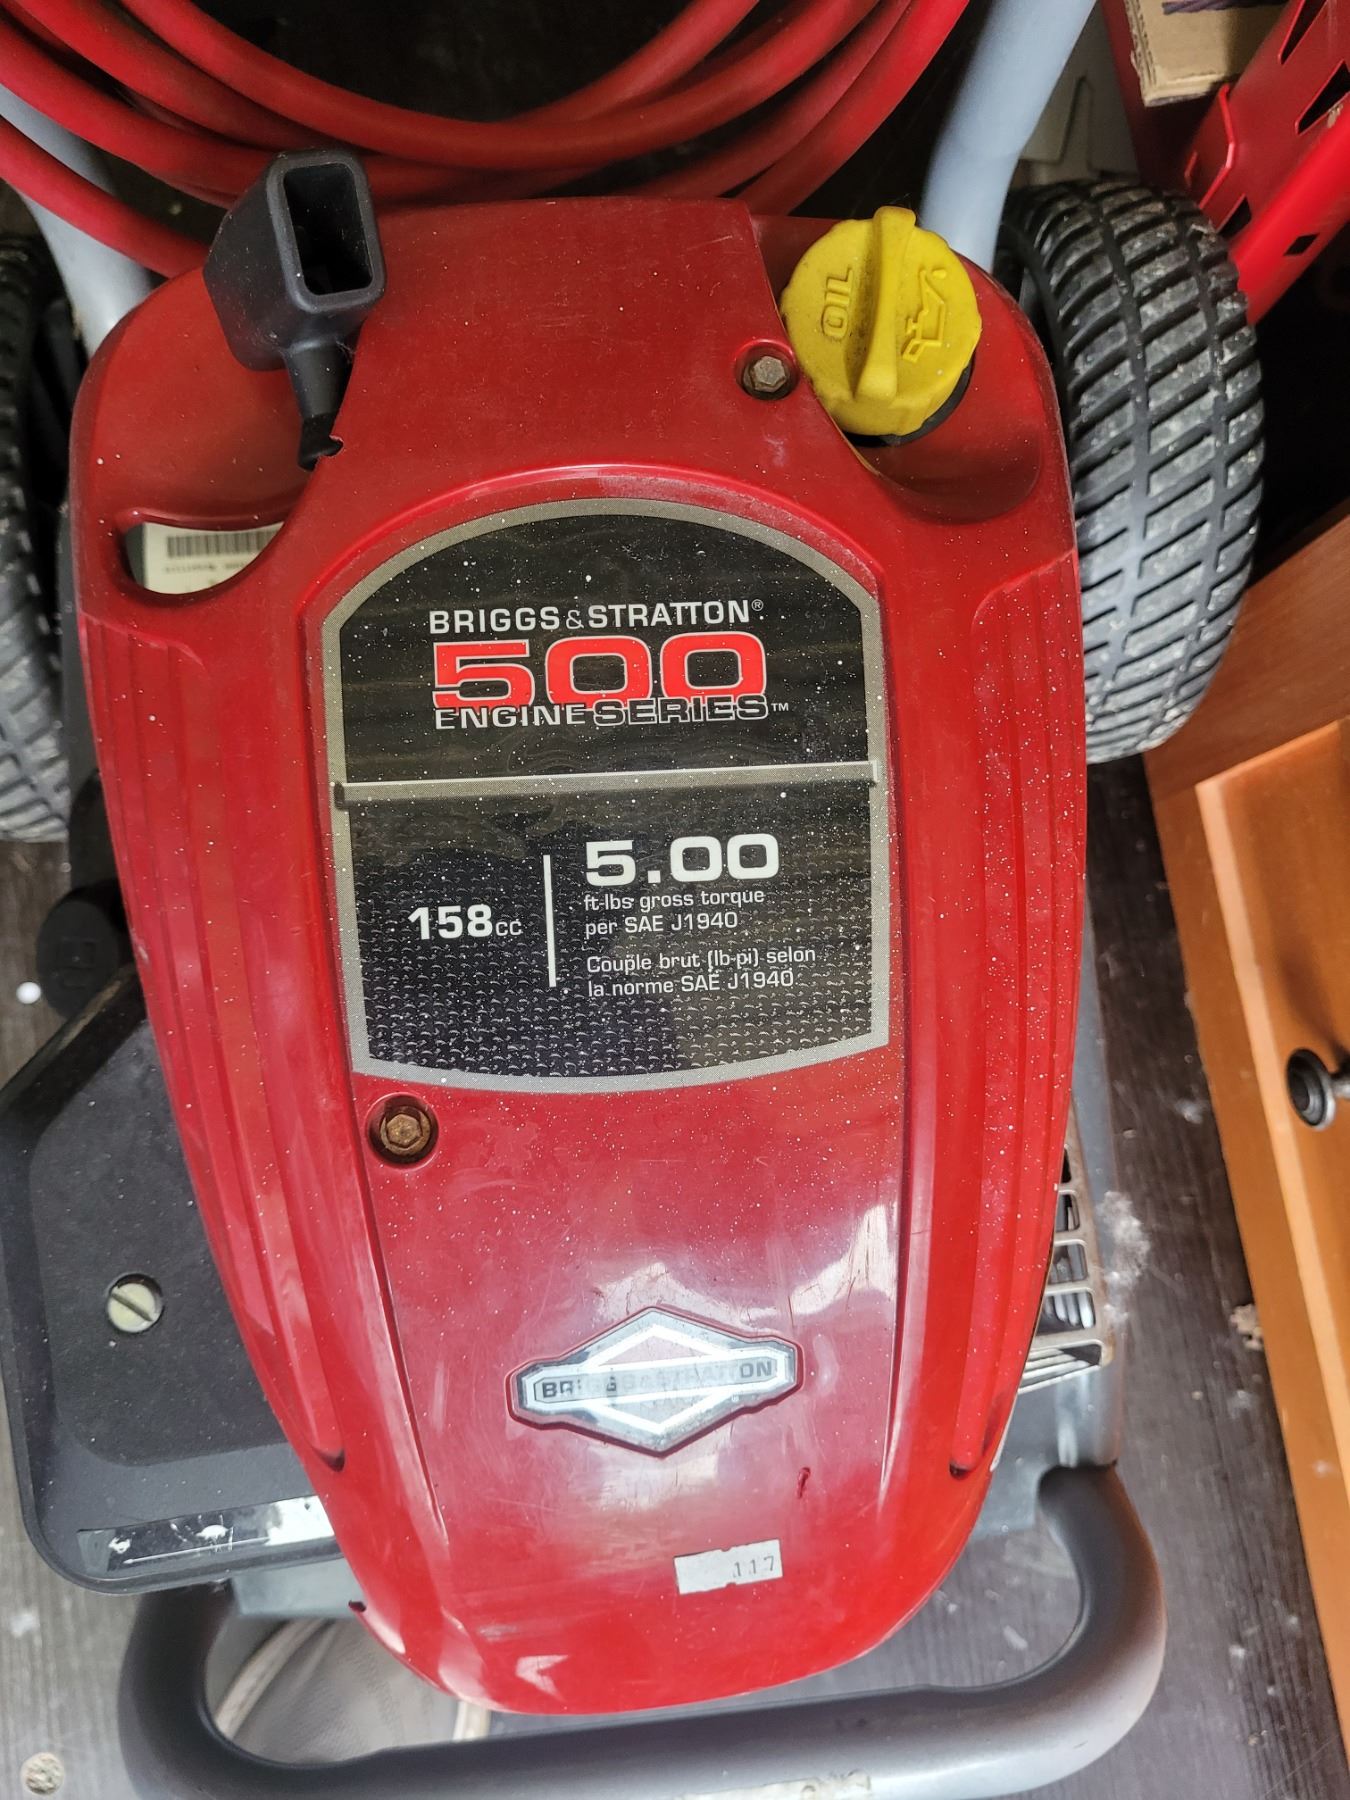 OIL
BRIGGS & STRATTON®
500
ENGINE SERIES™
158cc
5.00
ft-lbs gross torque
per SAE J1940
Couple brut (lb-pi) selon
la norme SAE J1940
BRIGGS & STRATTON
117